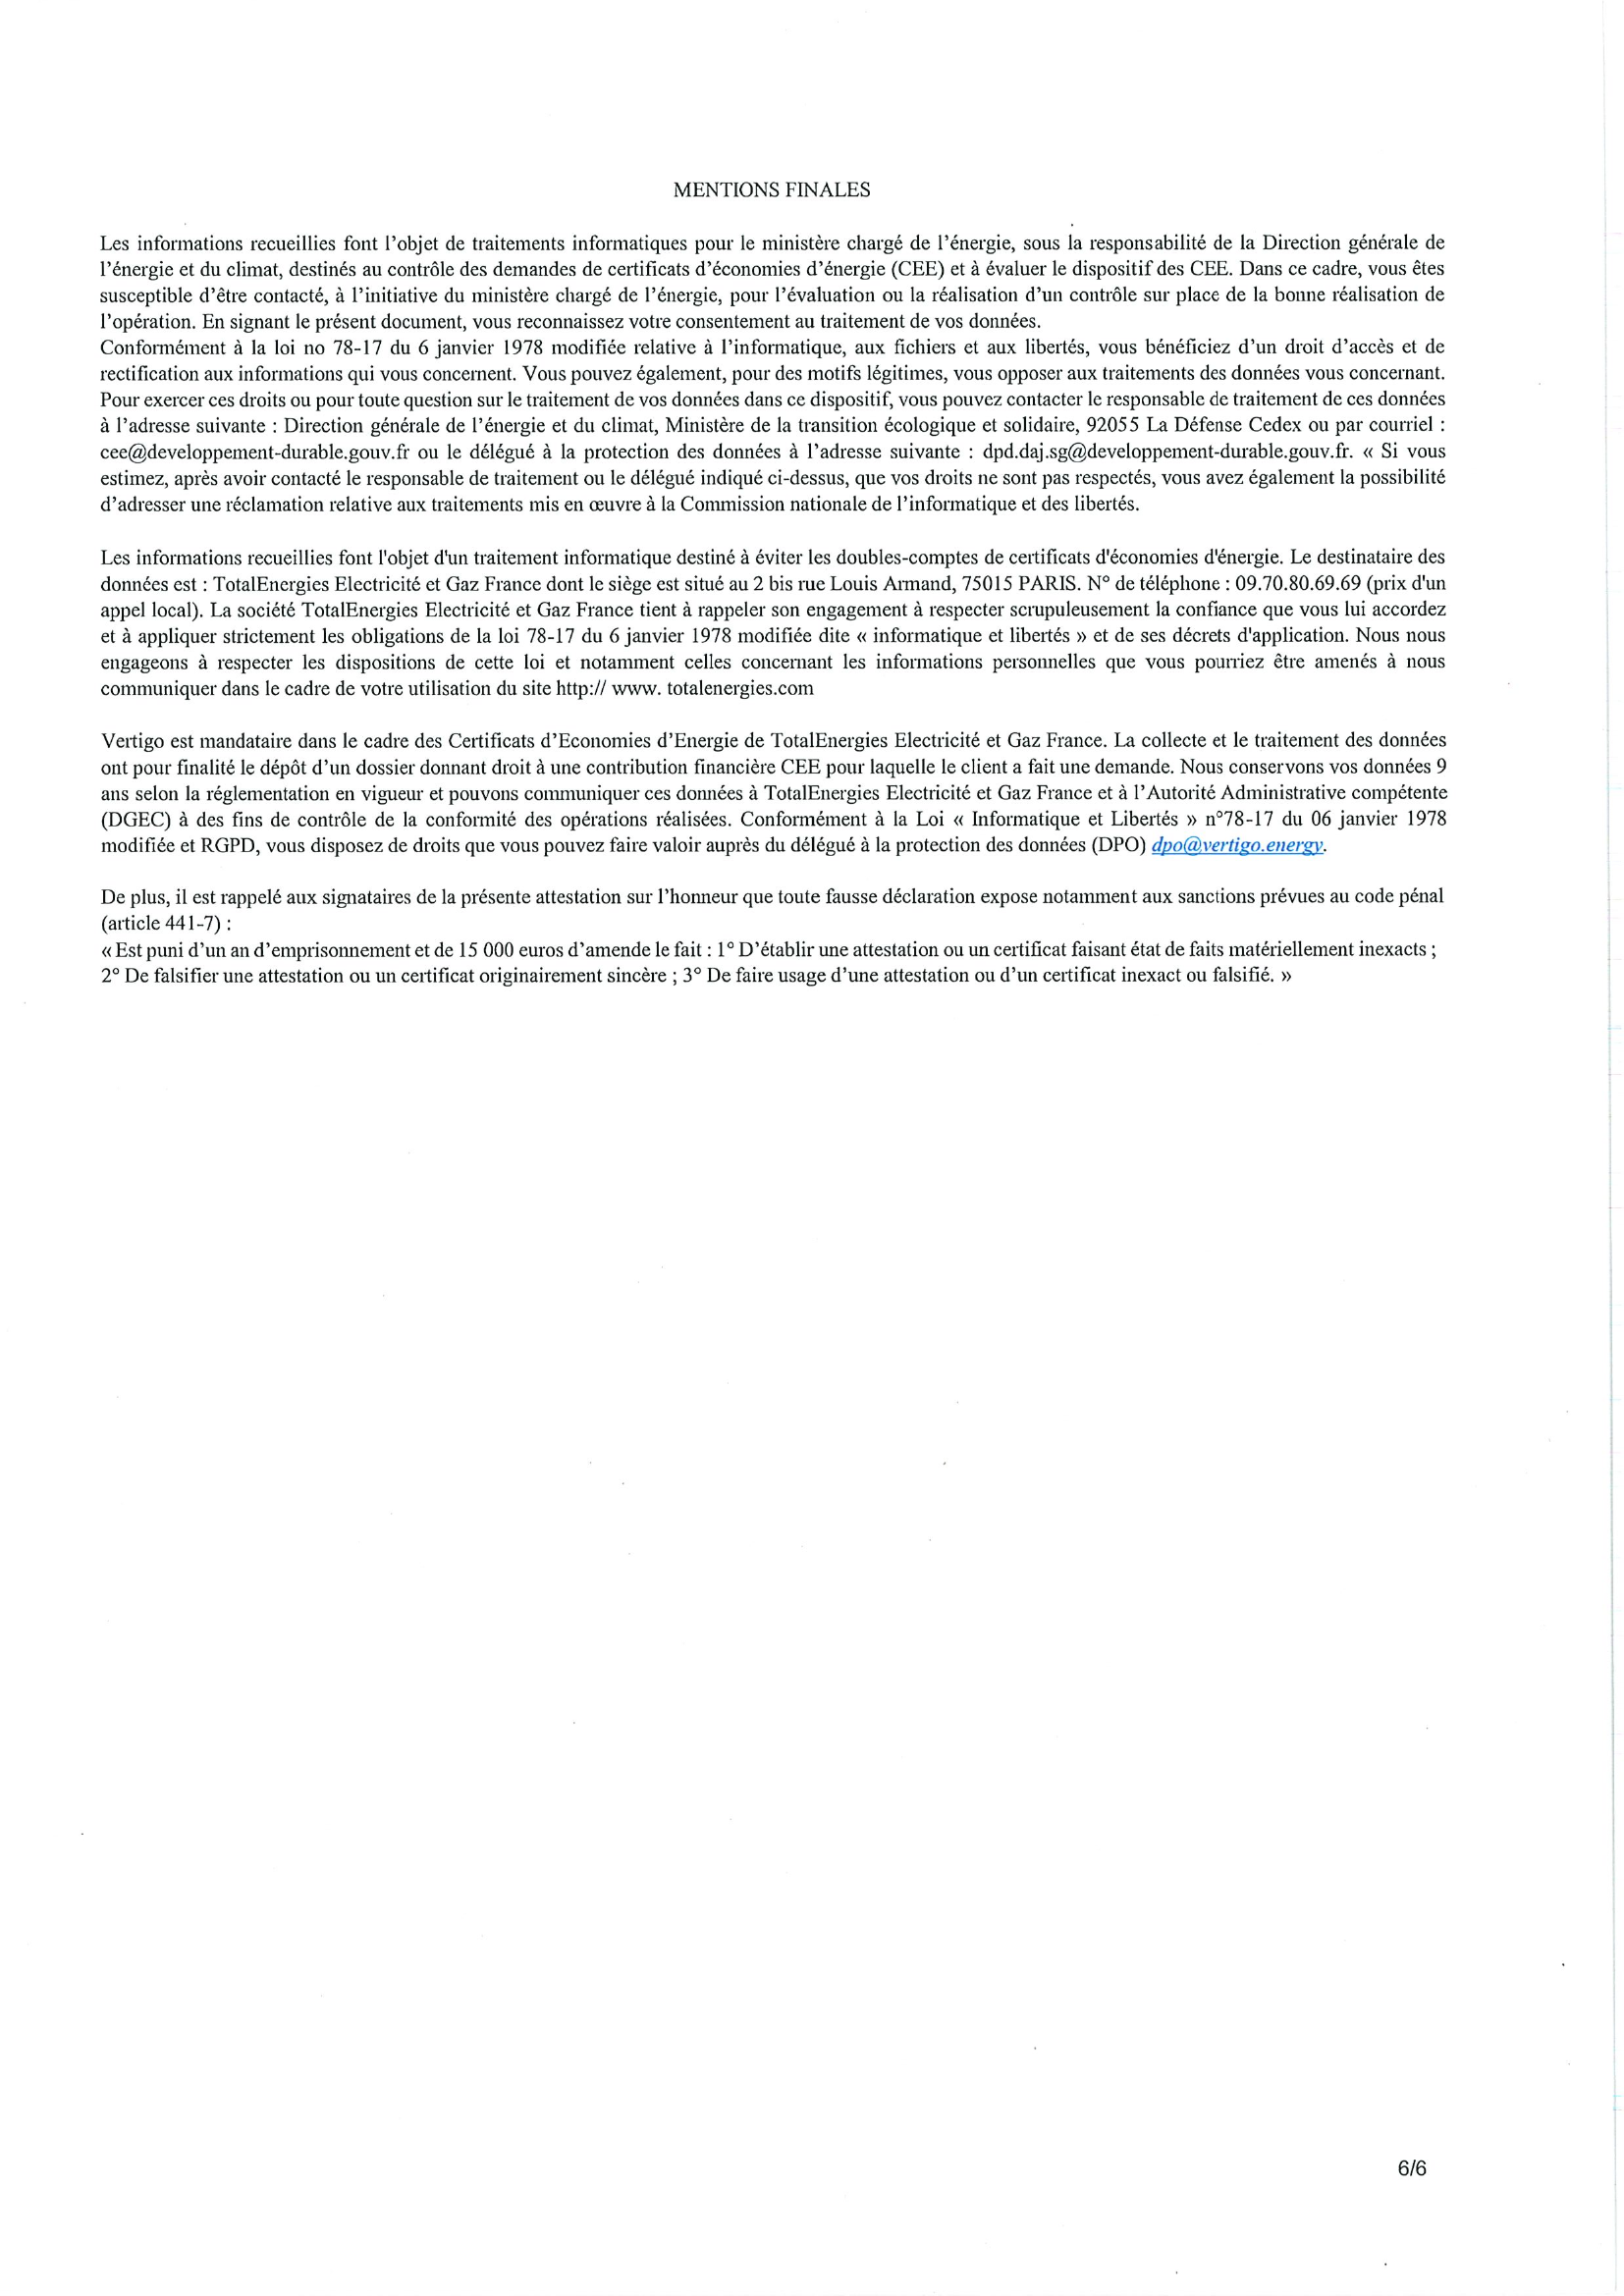 MENTIONS FINALES
Les informations recueillies font l’objet de traitements informatiques pour le ministère chargé de l’énergie, sous la responsabilité de la Direction générale de
l’énergie et du climat, destinés au contrôle des demandes de certificats d’économies d’énergie (CEE) et à évaluer le dispositif des CEE. Dans ce cadre, vous êtes
susceptible d’être contacté, à l’initiative du ministère chargé de l’énergie, pour l’évaluation ou la réalisation d’un contrôle sur place de la bonne réalisation de
l’opération. En signant le présent document, vous reconnaissez votre consentement au traitement de vos données.
Conformément à la loi no 78-17 du 6 janvier 1978 modifiée relative à l’informatique, aux fichiers et aux libertés, vous bénéficiez d’un droit d’accès et de
rectification aux informations qui vous concernent. Vous pouvez également, pour des motifs légitimes, vous opposer aux traitements des données vous concernant.
Pour exercer ces droits ou pour toute question sur le traitement de vos données dans ce dispositif, vous pouvez contacter le responsable de traitement de ces données
à l’adresse suivante : Direction générale de l’énergie et du climat, Ministère de la transition écologique et solidaire, 92055 La Défense Cedex ou par courriel :
cee@developpement-durable.gouv.fr ou le délégué à la protection des données à l’adresse suivante : dpd.daj.sg@developpement-durable.gouv.fr. « Si vous
estimez, après avoir contacté le responsable de traitement ou le délégué indiqué ci-dessus, que vos droits ne sont pas respectés, vous avez également la possibilité
d’adresser une réclamation relative aux traitements mis en œuvre à la Commission nationale de l’informatique et des libertés.
Les informations recueillies font l'objet d'un traitement informatique destiné à éviter les doubles-comptes de certificats d'économies d'énergie. Le destinataire des
données est : TotalEnergies Electricité et Gaz France dont le siège est situé au 2 bis rue Louis Armand, 75015 PARIS. N° de téléphone : 09.70.80.69.69 (prix d'un
appel local). La société TotalEnergies Electricité et Gaz France tient à rappeler son engagement à respecter scrupuleusement la confiance que vous lui accordez
et à appliquer strictement les obligations de la loi 78-17 du 6 janvier 1978 modifiée dite « informatique et libertés » et de ses décrets d'application. Nous nous
engageons à respecter les dispositions de cette loi et notamment celles concernant les informations personnelles que vous pourriez être amenés à nous
communiquer dans le cadre de votre utilisation du site http:// www. totalenergies.com
Vertigo est mandataire dans le cadre des Certificats d’Economies d’Energie de TotalEnergies Electricité et Gaz France. La collecte et le traitement des données
ont pour finalité le dépôt d’un dossier donnant droit à une contribution financière CEE pour laquelle le client a fait une demande. Nous conservons vos données 9
ans selon la réglementation en vigueur et pouvons communiquer ces données à TotalEnergies Electricité et Gaz France et à l’Autorité Administrative compétente
(DGEC) à des fins de contrôle de la conformité des opérations réalisées. Conformément à la Loi « Informatique et Libertés » n°78-17 du 06 janvier 1978
modifiée et RGPD, vous disposez de droits que vous pouvez faire valoir auprès du délégué à la protection des données (DPO) dpo@vertigo.energy.
De plus, il est rappelé aux signataires de la présente attestation sur l’honneur que toute fausse déclaration expose notamment aux sanctions prévues au code pénal
(article 441-7) :
« Est puni d’un an d’emprisonnement et de 15 000 euros d’amende le fait : 1° D’établir une attestation ou un certificat faisant état de faits matériellement inexacts ;
2° De falsifier une attestation ou un certificat originairement sincère ; 3° De faire usage d’une attestation ou d’un certificat inexact ou falsifié. »
6/6